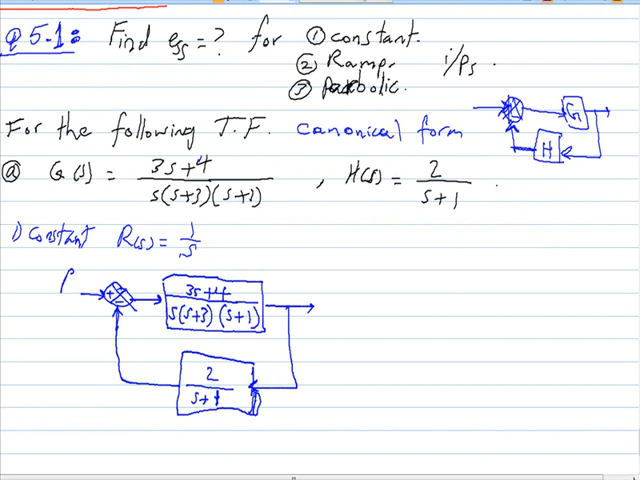 Q 5-1: Find ess = ? for ① constant.
② Ramp. i/ps.
③ Parabolic.
For the following T.F. canonical form
G
H
ⓐ G(s) = 3s+4 / s(s+3)(s+1) , H(s) = 2 / s+1 .
1) Constant R(s) = 1/s
+ -
3s+4 / s(s+3)(s+1)
2 / s+1